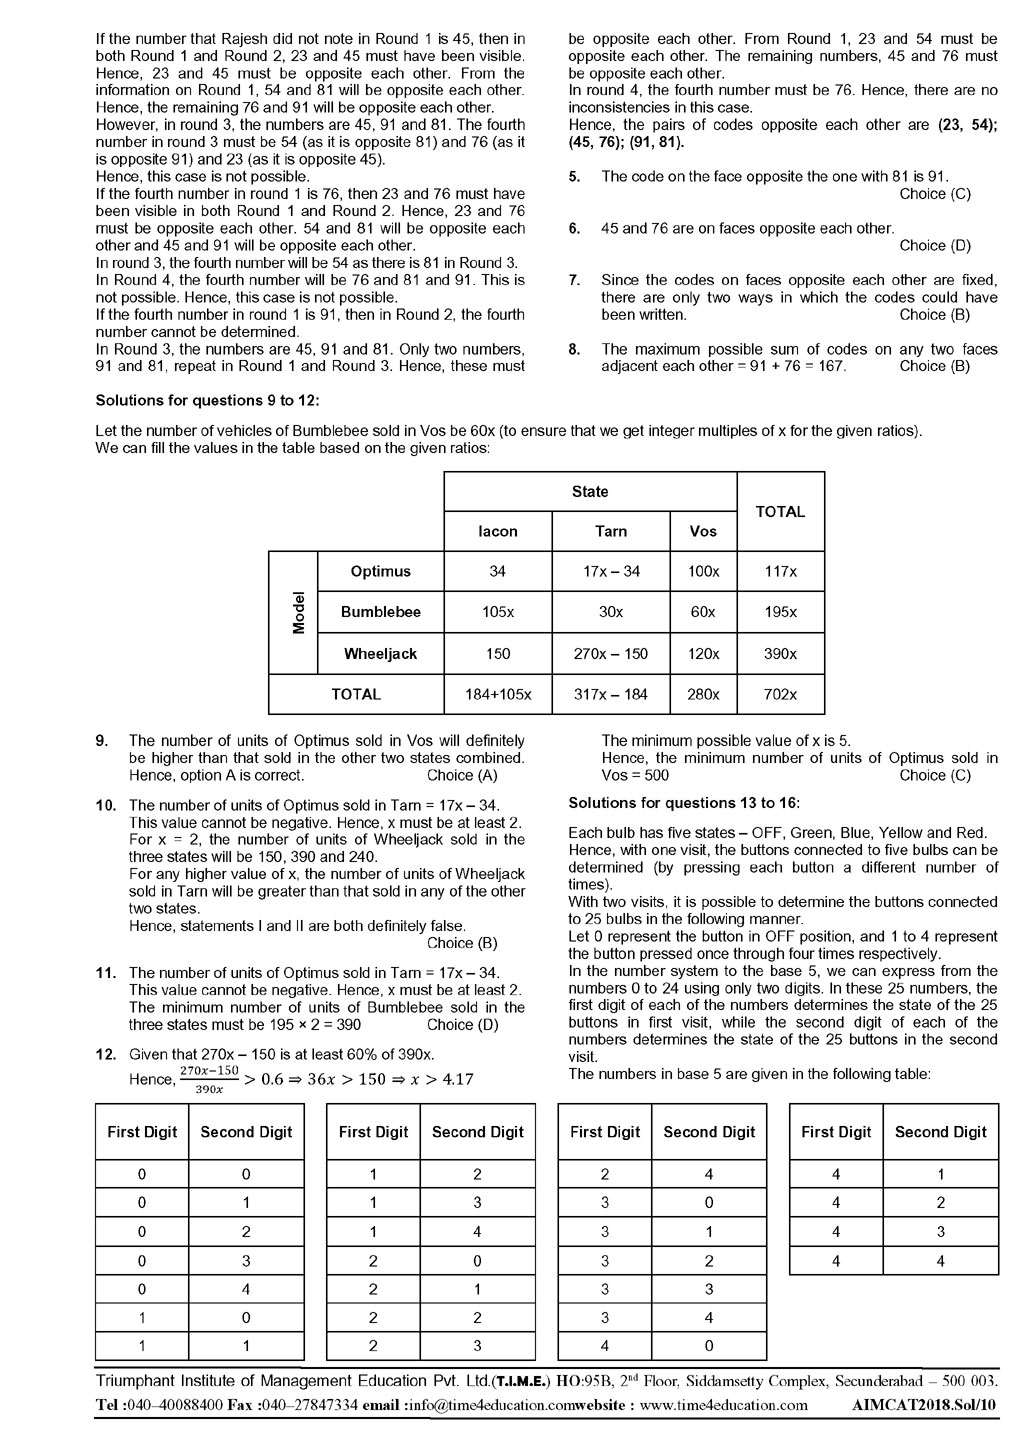 If the number that Rajesh did not note in Round 1 is 45, then in
both Round 1 and Round 2, 23 and 45 must have been visible.
Hence, 23 and 45 must be opposite each other. From the
information on Round 1, 54 and 81 will be opposite each other.
Hence, the remaining 76 and 91 will be opposite each other.
However, in round 3, the numbers are 45, 91 and 81. The fourth
number in round 3 must be 54 (as it is opposite 81) and 76 (as it
is opposite 91) and 23 (as it is opposite 45).
Hence, this case is not possible.
If the fourth number in round 1 is 76, then 23 and 76 must have
been visible in both Round 1 and Round 2. Hence, 23 and 76
must be opposite each other. 54 and 81 will be opposite each
other and 45 and 91 will be opposite each other.
In round 3, the fourth number will be 54 as there is 81 in Round 3.
In Round 4, the fourth number will be 76 and 81 and 91. This is
not possible. Hence, this case is not possible.
If the fourth number in round 1 is 91, then in Round 2, the fourth
number cannot be determined.
In Round 3, the numbers are 45, 91 and 81. Only two numbers,
91 and 81, repeat in Round 1 and Round 3. Hence, these must
be opposite each other. From Round 1, 23 and 54 must be
opposite each other. The remaining numbers, 45 and 76 must
be opposite each other.
In round 4, the fourth number must be 76. Hence, there are no
inconsistencies in this case.
Hence, the pairs of codes opposite each other are (23, 54);
(45, 76); (91, 81).
5. The code on the face opposite the one with 81 is 91.
Choice (C)
6. 45 and 76 are on faces opposite each other.
Choice (D)
7. Since the codes on faces opposite each other are fixed,
there are only two ways in which the codes could have
been written. Choice (B)
8. The maximum possible sum of codes on any two faces
adjacent each other = 91 + 76 = 167. Choice (B)
Solutions for questions 9 to 12:
Let the number of vehicles of Bumblebee sold in Vos be 60x (to ensure that we get integer multiples of x for the given ratios).
We can fill the values in the table based on the given ratios:
State TOTAL
Iacon Tarn Vos
Model
Optimus 34 17x – 34 100x 117x
Bumblebee 105x 30x 60x 195x
Wheeljack 150 270x – 150 120x 390x
TOTAL 184+105x 317x – 184 280x 702x
9. The number of units of Optimus sold in Vos will definitely
be higher than that sold in the other two states combined.
Hence, option A is correct. Choice (A)
10. The number of units of Optimus sold in Tarn = 17x – 34.
This value cannot be negative. Hence, x must be at least 2.
For x = 2, the number of units of Wheeljack sold in the
three states will be 150, 390 and 240.
For any higher value of x, the number of units of Wheeljack
sold in Tarn will be greater than that sold in any of the other
two states.
Hence, statements I and II are both definitely false.
Choice (B)
11. The number of units of Optimus sold in Tarn = 17x – 34.
This value cannot be negative. Hence, x must be at least 2.
The minimum number of units of Bumblebee sold in the
three states must be 195 × 2 = 390 Choice (D)
12. Given that 270x – 150 is at least 60% of 390x.
Hence, (270x−150)/390x > 0.6 ⇒ 36x > 150 ⇒ x > 4.17
The minimum possible value of x is 5.
Hence, the minimum number of units of Optimus sold in
Vos = 500 Choice (C)
Solutions for questions 13 to 16:
Each bulb has five states – OFF, Green, Blue, Yellow and Red.
Hence, with one visit, the buttons connected to five bulbs can be
determined (by pressing each button a different number of
times).
With two visits, it is possible to determine the buttons connected
to 25 bulbs in the following manner.
Let 0 represent the button in OFF position, and 1 to 4 represent
the button pressed once through four times respectively.
In the number system to the base 5, we can express from the
numbers 0 to 24 using only two digits. In these 25 numbers, the
first digit of each of the numbers determines the state of the 25
buttons in first visit, while the second digit of each of the
numbers determines the state of the 25 buttons in the second
visit.
The numbers in base 5 are given in the following table:
First Digit Second Digit First Digit Second Digit First Digit Second Digit First Digit Second Digit
0 0 1 2 2 4 4 1
0 1 1 3 3 0 4 2
0 2 1 4 3 1 4 3
0 3 2 0 3 2 4 4
0 4 2 1 3 3
1 0 2 2 3 4
1 1 2 3 4 0
Triumphant Institute of Management Education Pvt. Ltd.(T.I.M.E.) HO:95B, 2nd Floor, Siddamsetty Complex, Secunderabad – 500 003.
Tel :040–40088400 Fax :040–27847334 email :info@time4education.comwebsite : www.time4education.com AIMCAT2018.Sol/10